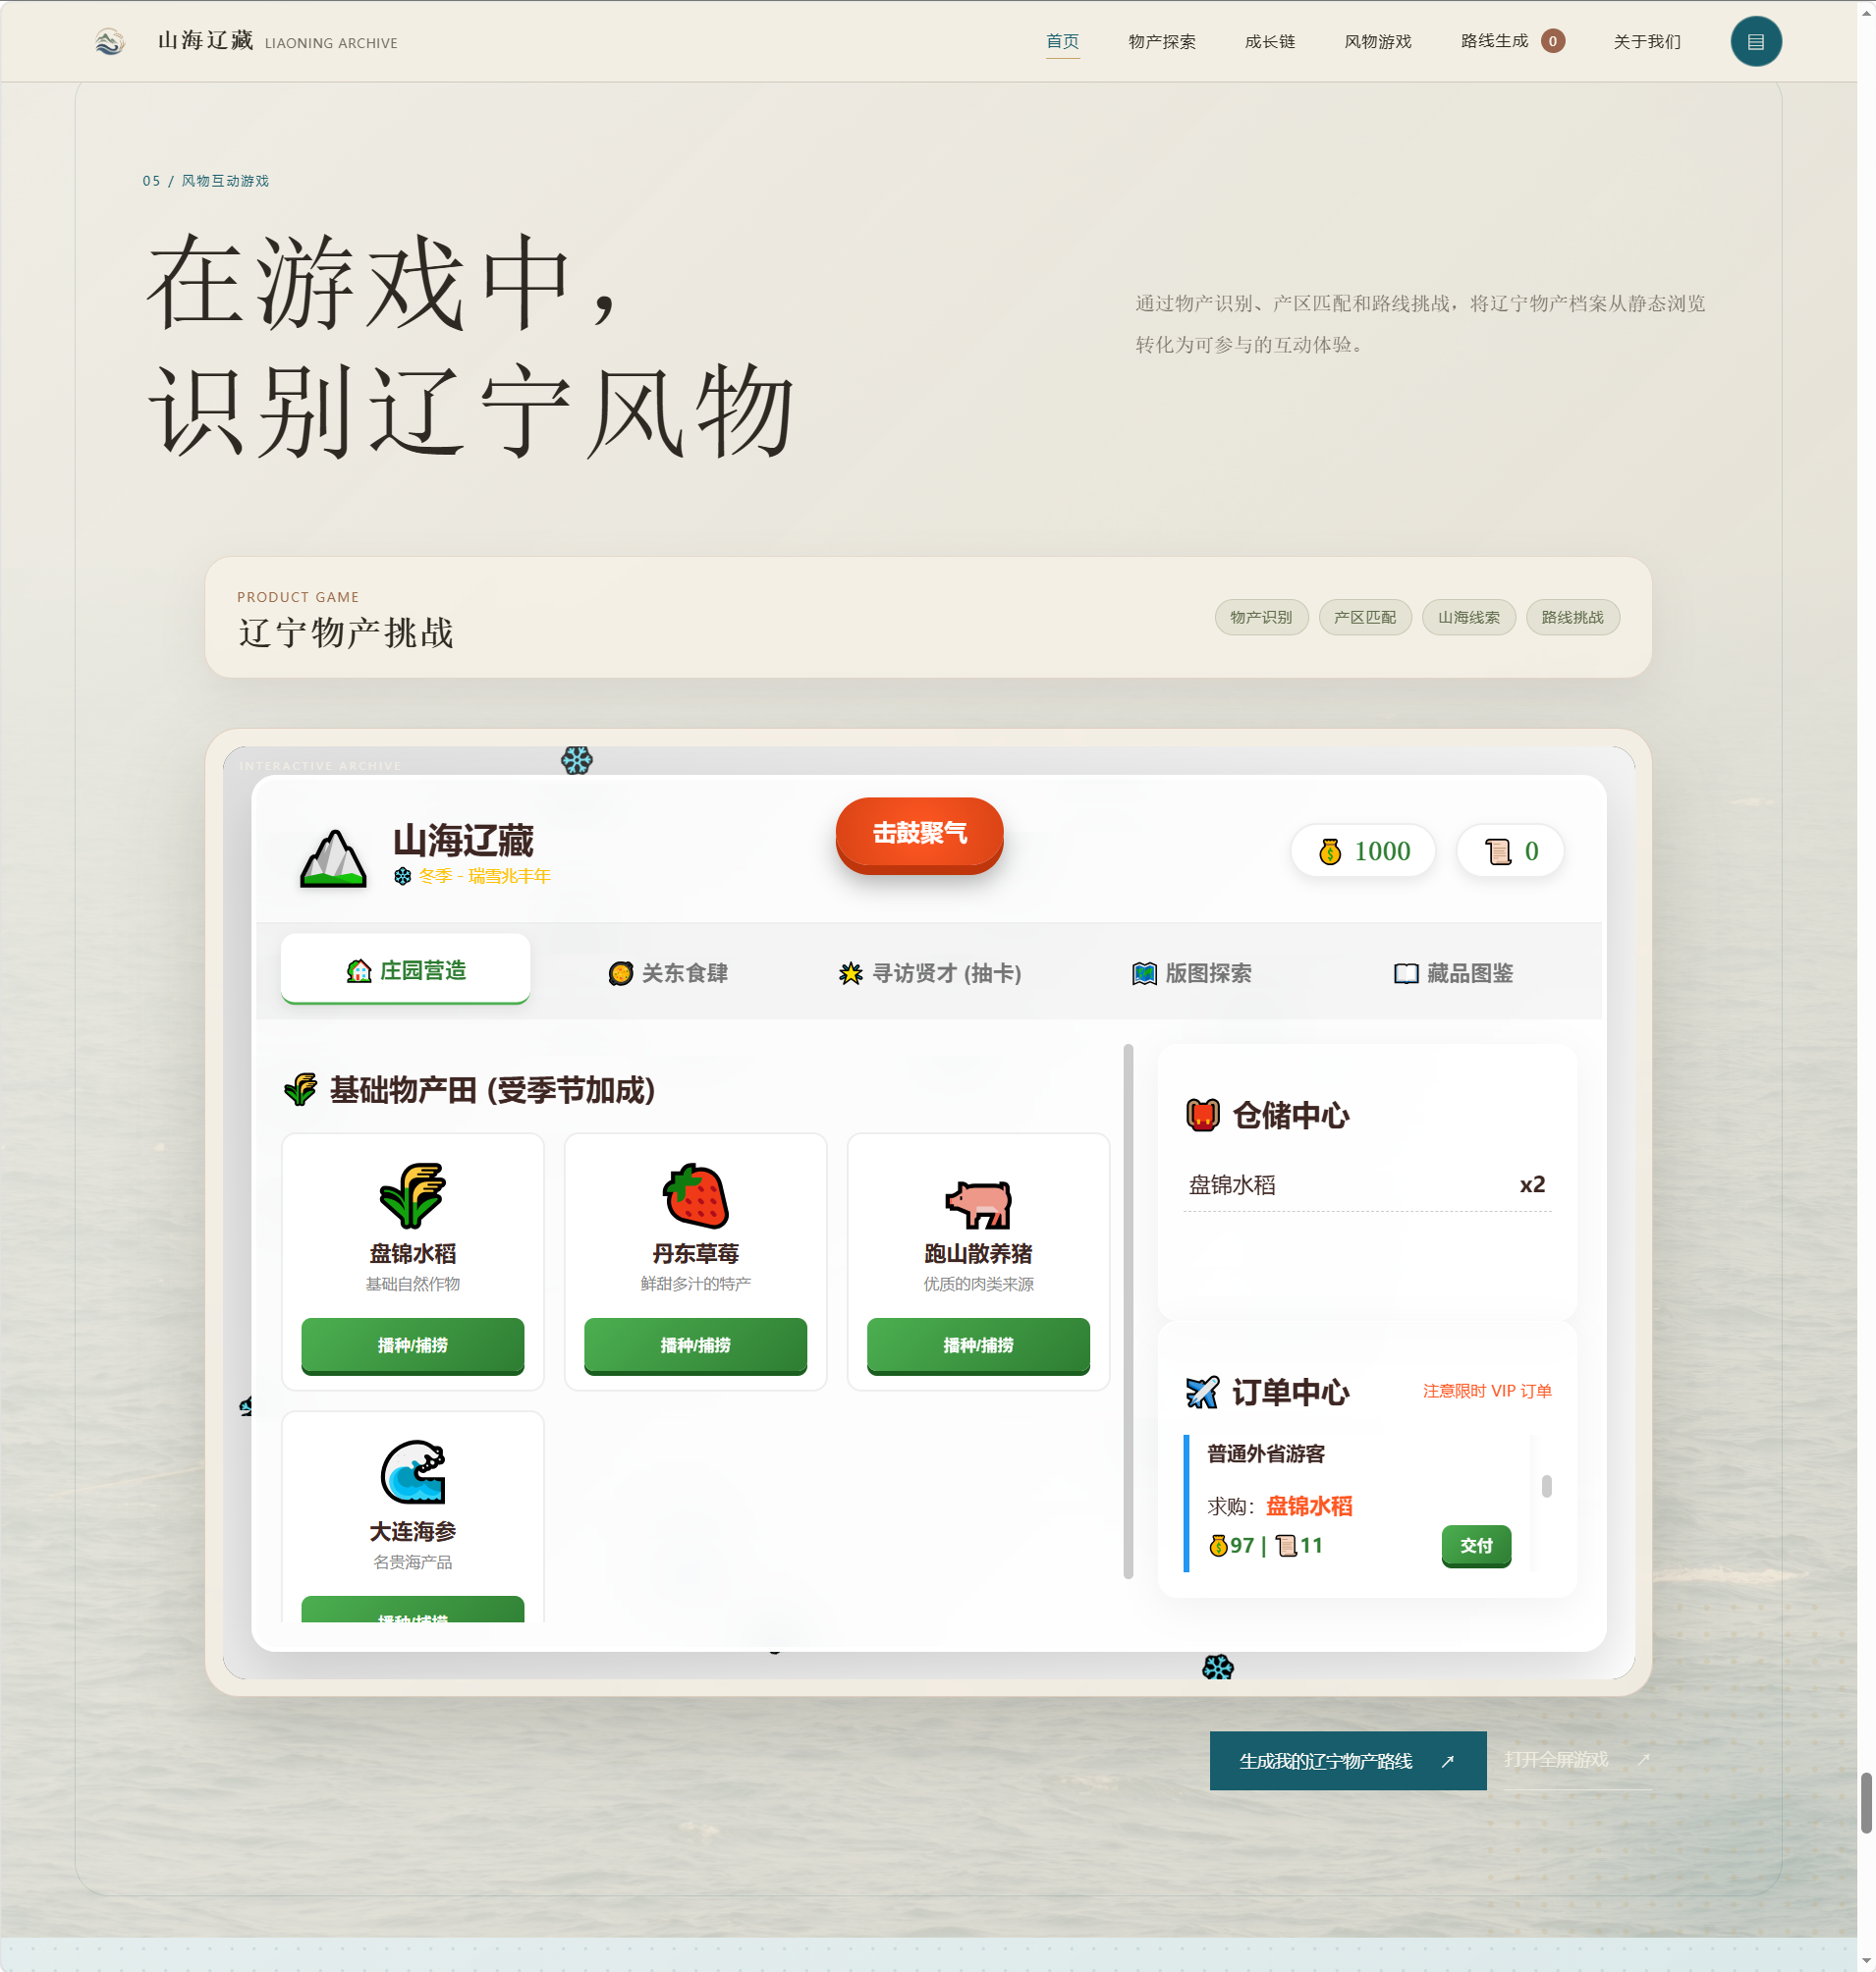 山海辽藏 LIAONING ARCHIVE
首页
物产探索
成长链
风物游戏
路线生成 0
关于我们
05 / 风物互动游戏
在游戏中，
识别辽宁风物
通过物产识别、产区匹配和路线挑战，将辽宁物产档案从静态浏览
转化为可参与的互动体验。
PRODUCT GAME
辽宁物产挑战
物产识别
产区匹配
山海线索
路线挑战
INTERACTIVE ARCHIVE
山海辽藏
冬季 - 瑞雪兆丰年
击鼓聚气
1000
0
庄园营造
关东食肆
寻访贤才 (抽卡)
版图探索
藏品图鉴
基础物产田 (受季节加成)
盘锦水稻
基础自然作物
播种/捕捞
丹东草莓
鲜甜多汁的特产
播种/捕捞
跑山散养猪
优质的肉类来源
播种/捕捞
大连海参
名贵海产品
播种/捕捞
仓储中心
盘锦水稻 x2
订单中心
注意限时 VIP 订单
普通外省游客
求购：盘锦水稻
97 | 11
交付
生成我的辽宁物产路线 ↗
打开全屏游戏 ↗